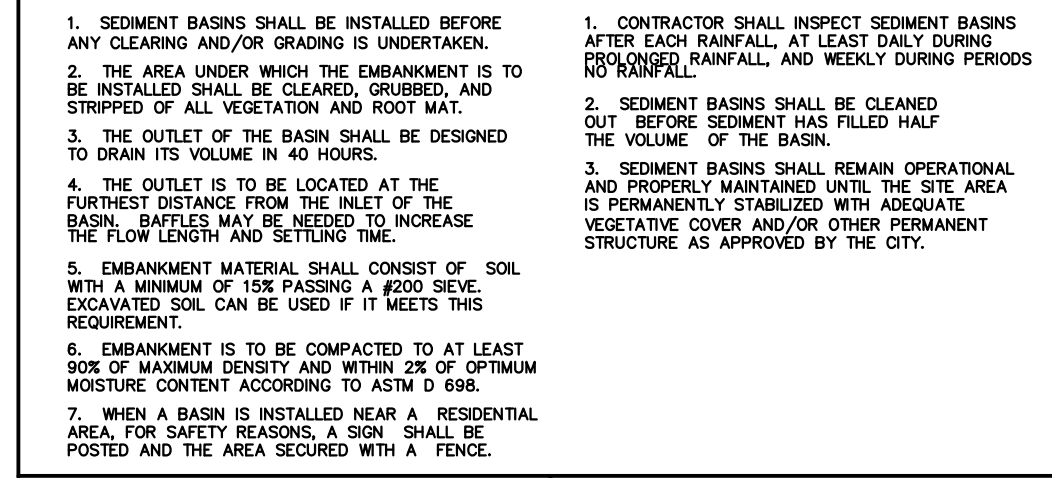 1. SEDIMENT BASINS SHALL BE INSTALLED BEFORE
ANY CLEARING AND/OR GRADING IS UNDERTAKEN.
2. THE AREA UNDER WHICH THE EMBANKMENT IS TO
BE INSTALLED SHALL BE CLEARED, GRUBBED, AND
STRIPPED OF ALL VEGETATION AND ROOT MAT.
3. THE OUTLET OF THE BASIN SHALL BE DESIGNED
TO DRAIN ITS VOLUME IN 40 HOURS.
4. THE OUTLET IS TO BE LOCATED AT THE
FURTHEST DISTANCE FROM THE INLET OF THE
BASIN. BAFFLES MAY BE NEEDED TO INCREASE
THE FLOW LENGTH AND SETTLING TIME.
5. EMBANKMENT MATERIAL SHALL CONSIST OF SOIL
WITH A MINIMUM OF 15% PASSING A #200 SIEVE.
EXCAVATED SOIL CAN BE USED IF IT MEETS THIS
REQUIREMENT.
6. EMBANKMENT IS TO BE COMPACTED TO AT LEAST
90% OF MAXIMUM DENSITY AND WITHIN 2% OF OPTIMUM
MOISTURE CONTENT ACCORDING TO ASTM D 698.
7. WHEN A BASIN IS INSTALLED NEAR A RESIDENTIAL
AREA, FOR SAFETY REASONS, A SIGN SHALL BE
POSTED AND THE AREA SECURED WITH A FENCE.
1. CONTRACTOR SHALL INSPECT SEDIMENT BASINS
AFTER EACH RAINFALL, AT LEAST DAILY DURING
PROLONGED RAINFALL, AND WEEKLY DURING PERIODS
NO RAINFALL.
2. SEDIMENT BASINS SHALL BE CLEANED
OUT BEFORE SEDIMENT HAS FILLED HALF
THE VOLUME OF THE BASIN.
3. SEDIMENT BASINS SHALL REMAIN OPERATIONAL
AND PROPERLY MAINTAINED UNTIL THE SITE AREA
IS PERMANENTLY STABILIZED WITH ADEQUATE
VEGETATIVE COVER AND/OR OTHER PERMANENT
STRUCTURE AS APPROVED BY THE CITY.